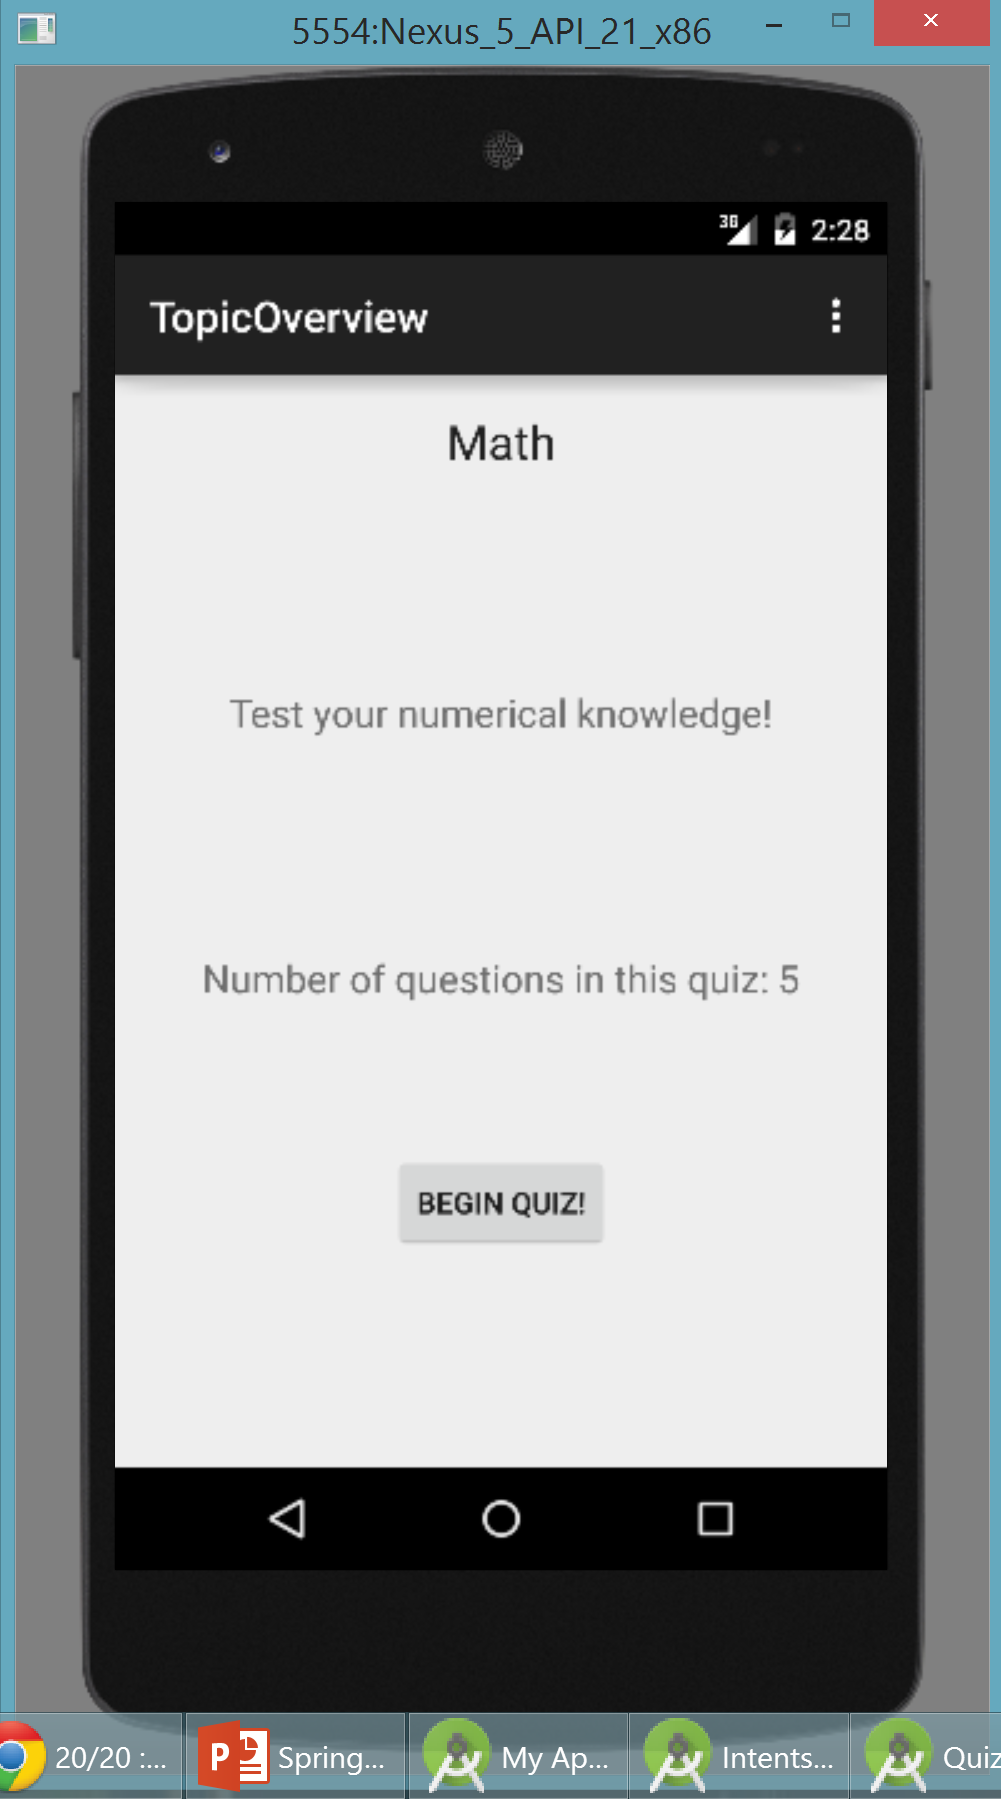 5554:Nexus_5_API_21_x86
3G 2:28
TopicOverview
Math
Test your numerical knowledge!
Number of questions in this quiz: 5
BEGIN QUIZ!
20/20 :... Spring... My Ap... Intents... Quiz